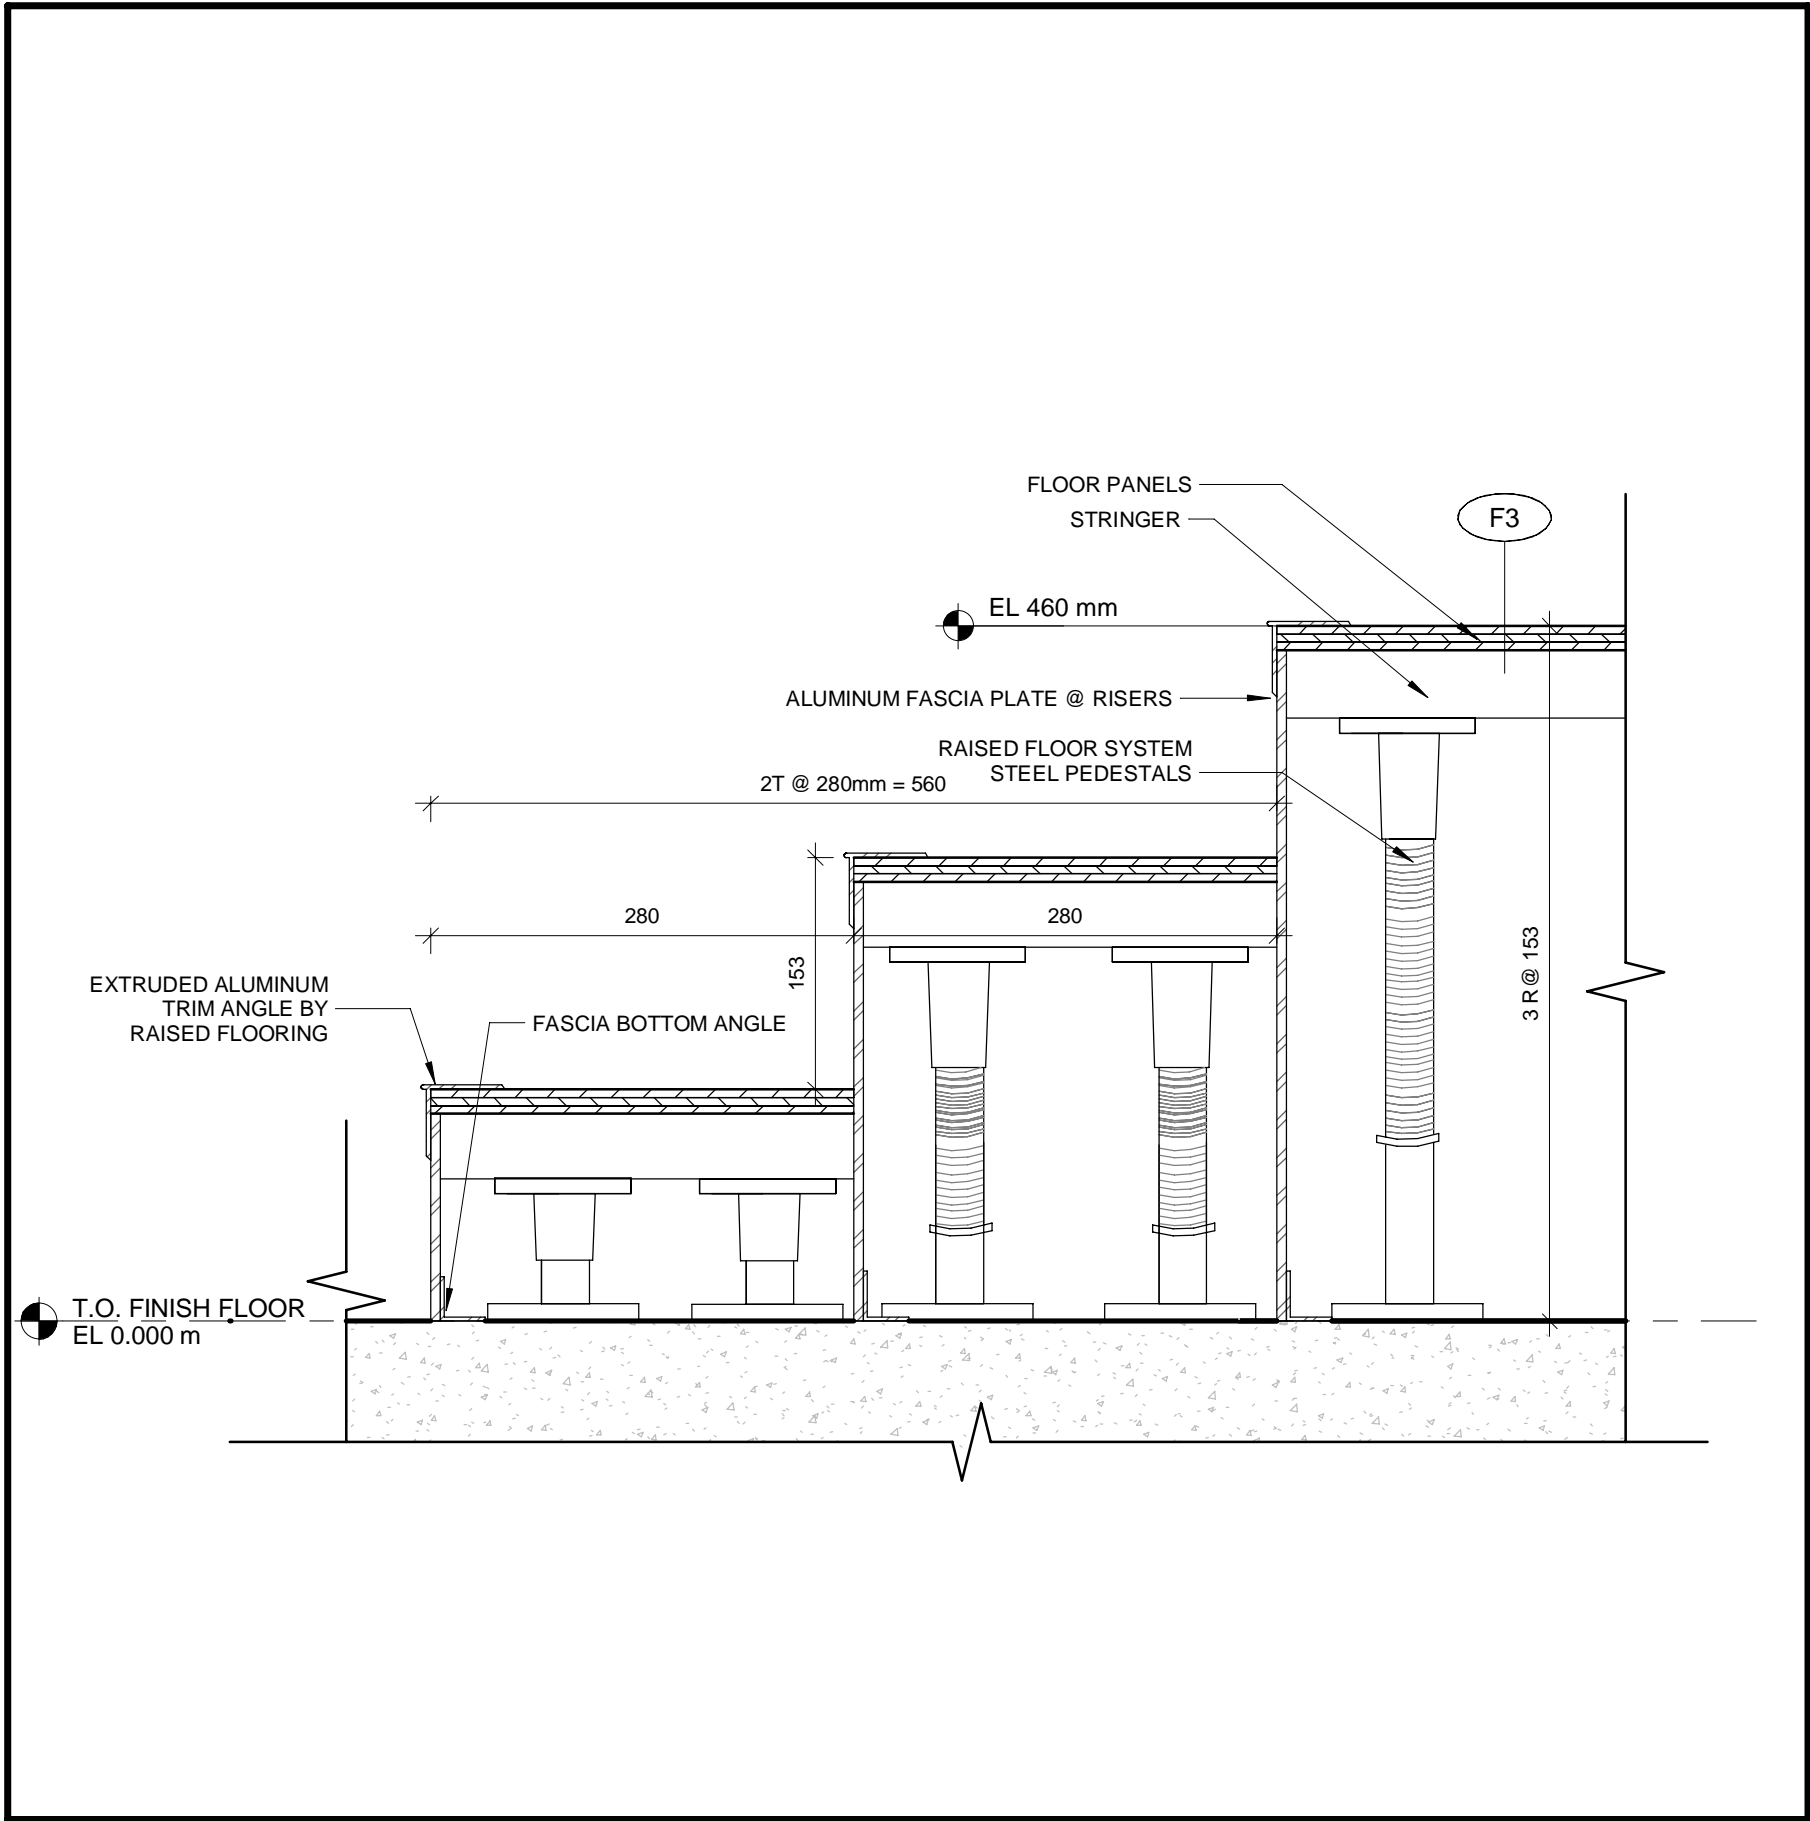 FLOOR PANELS
STRINGER
F3
EL 460 mm
ALUMINUM FASCIA PLATE @ RISERS
RAISED FLOOR SYSTEM
STEEL PEDESTALS
2T @ 280mm = 560
280
280
153
3 R @ 153
EXTRUDED ALUMINUM
TRIM ANGLE BY
RAISED FLOORING
FASCIA BOTTOM ANGLE
T.O. FINISH FLOOR
EL 0.000 m